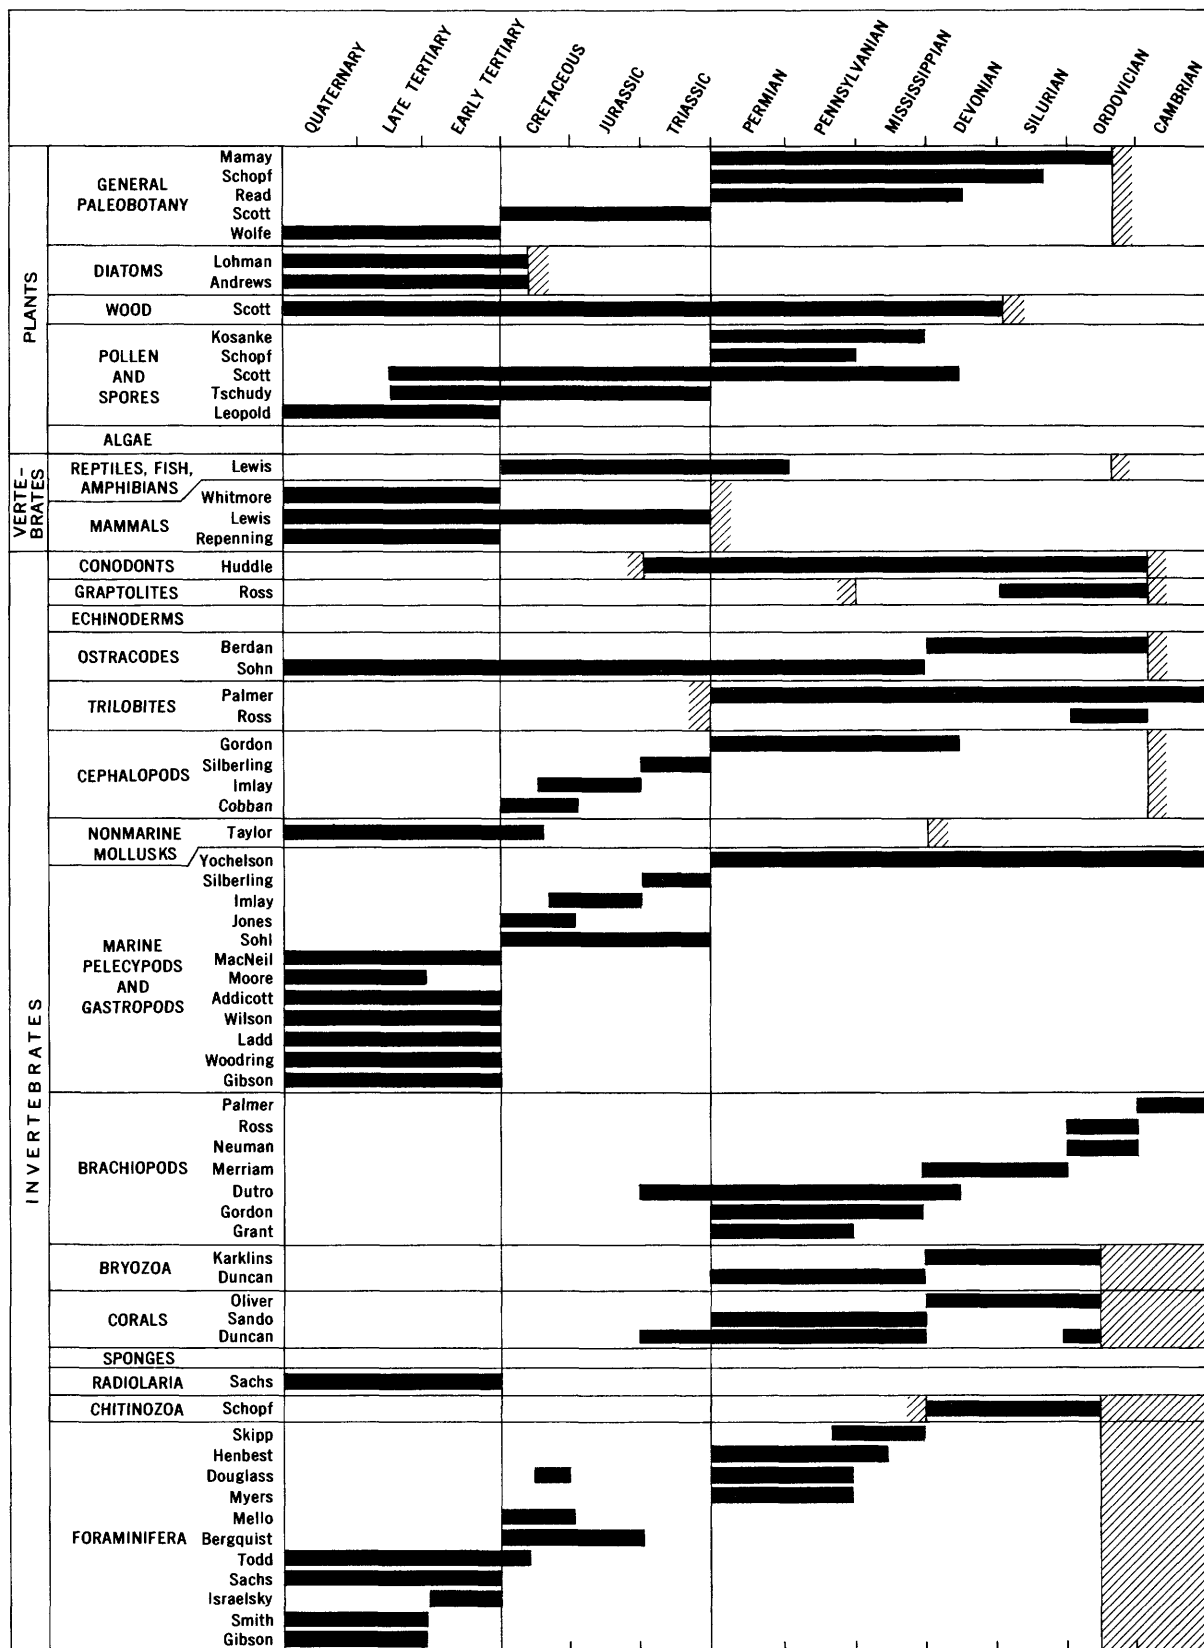 QUATERNARY
LATE TERTIARY
EARLY TERTIARY
CRETACEOUS
JURASSIC
TRIASSIC
PERMIAN
PENNSYLVANIAN
MISSISSIPPIAN
DEVONIAN
SILURIAN
ORDOVICIAN
CAMBRIAN
PLANTS
GENERAL
PALEOBOTANY
Mamay
Schopf
Read
Scott
Wolfe
DIATOMS
Lohman
Andrews
WOOD
Scott
POLLEN
AND
SPORES
Kosanke
Schopf
Scott
Tschudy
Leopold
ALGAE
VERTE-
BRATES
REPTILES, FISH,
AMPHIBIANS
Lewis
Whitmore
MAMMALS
Lewis
Repenning
INVERTEBRATES
CONODONTS
Huddle
GRAPTOLITES
Ross
ECHINODERMS
OSTRACODES
Berdan
Sohn
TRILOBITES
Palmer
Ross
CEPHALOPODS
Gordon
Silberling
Imlay
Cobban
NONMARINE
MOLLUSKS
Taylor
MARINE
PELECYPODS
AND
GASTROPODS
Yochelson
Silberling
Imlay
Jones
Sohl
MacNeil
Moore
Addicott
Wilson
Ladd
Woodring
Gibson
BRACHIOPODS
Palmer
Ross
Neuman
Merriam
Dutro
Gordon
Grant
BRYOZOA
Karklins
Duncan
CORALS
Oliver
Sando
Duncan
SPONGES
RADIOLARIA
Sachs
CHITINOZOA
Schopf
FORAMINIFERA
Skipp
Henbest
Douglass
Myers
Mello
Bergquist
Todd
Sachs
Israelsky
Smith
Gibson